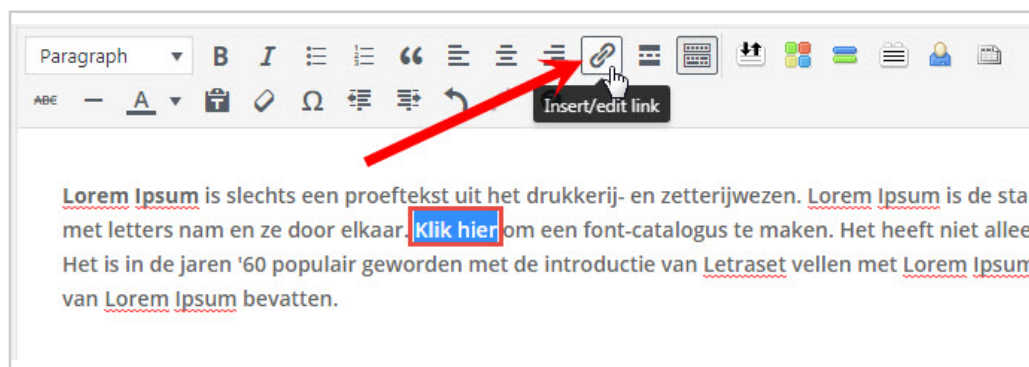 Paragraph
B I
ABC A Ω
Insert/edit link
Lorem Ipsum is slechts een proeftekst uit het drukkerij- en zetterijwezen. Lorem Ipsum is de sta
met letters nam en ze door elkaar. Klik hier om een font-catalogus te maken. Het heeft niet allee
Het is in de jaren '60 populair geworden met de introductie van Letraset vellen met Lorem Ipsum
van Lorem Ipsum bevatten.